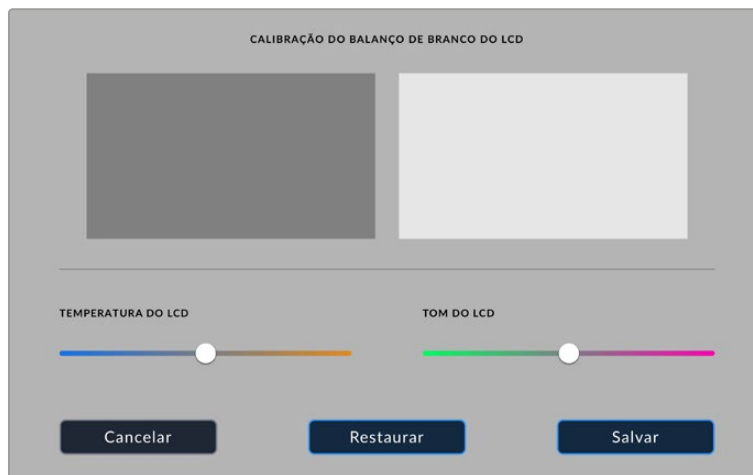 CALIBRAÇÃO DO BALANÇO DE BRANCO DO LCD
TEMPERATURA DO LCD
TOM DO LCD
Cancelar
Restaurar
Salvar